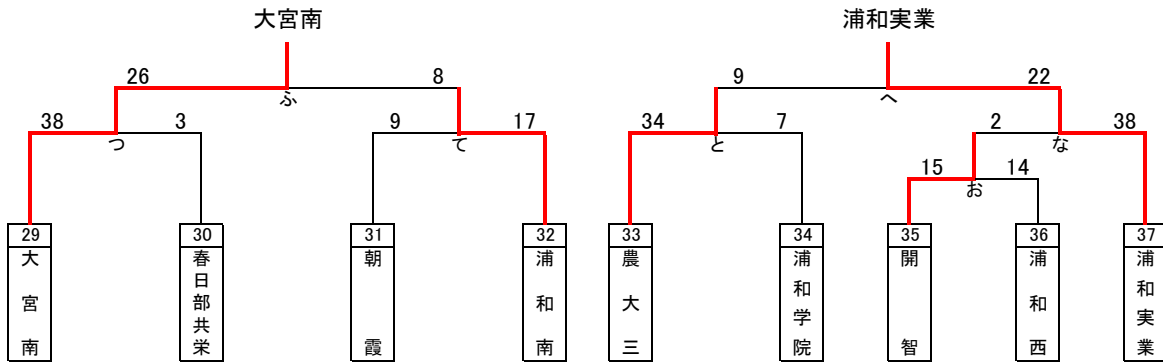 大宮南 浦和実業
26 8 9 22
ふ へ
38 3 9 17 34 7 2 38
つ て と な
15 14
お
29 30 31 32 33 34 35 36 37
大宮南
春日部共栄
朝霞
浦和南
農大三
浦和学院
開智
浦和西
浦和実業